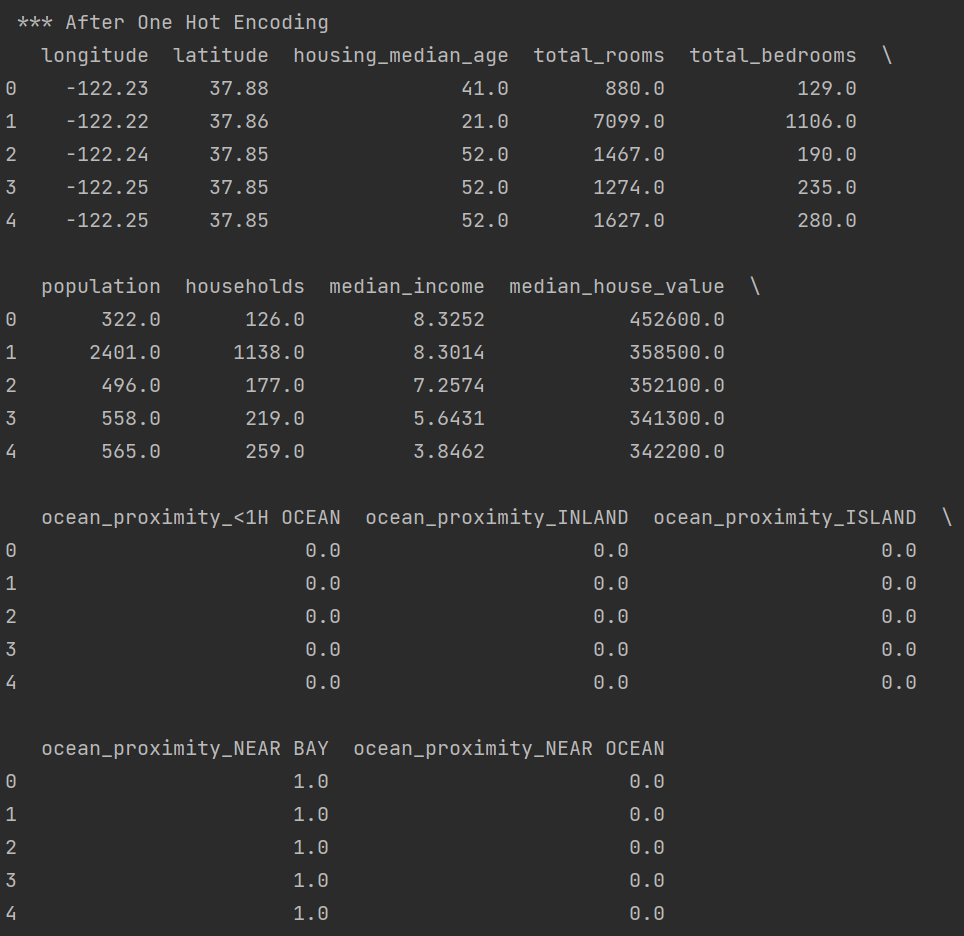 *** After One Hot Encoding
   longitude  latitude  housing_median_age  total_rooms  total_bedrooms  \
0    -122.23     37.88                41.0        880.0           129.0
1    -122.22     37.86                21.0       7099.0          1106.0
2    -122.24     37.85                52.0       1467.0           190.0
3    -122.25     37.85                52.0       1274.0           235.0
4    -122.25     37.85                52.0       1627.0           280.0
   population  households  median_income  median_house_value  \
0       322.0       126.0         8.3252            452600.0
1      2401.0      1138.0         8.3014            358500.0
2       496.0       177.0         7.2574            352100.0
3       558.0       219.0         5.6431            341300.0
4       565.0       259.0         3.8462            342200.0
   ocean_proximity_<1H OCEAN  ocean_proximity_INLAND  ocean_proximity_ISLAND  \
0                        0.0                     0.0                     0.0
1                        0.0                     0.0                     0.0
2                        0.0                     0.0                     0.0
3                        0.0                     0.0                     0.0
4                        0.0                     0.0                     0.0
   ocean_proximity_NEAR BAY  ocean_proximity_NEAR OCEAN
0                       1.0                         0.0
1                       1.0                         0.0
2                       1.0                         0.0
3                       1.0                         0.0
4                       1.0                         0.0